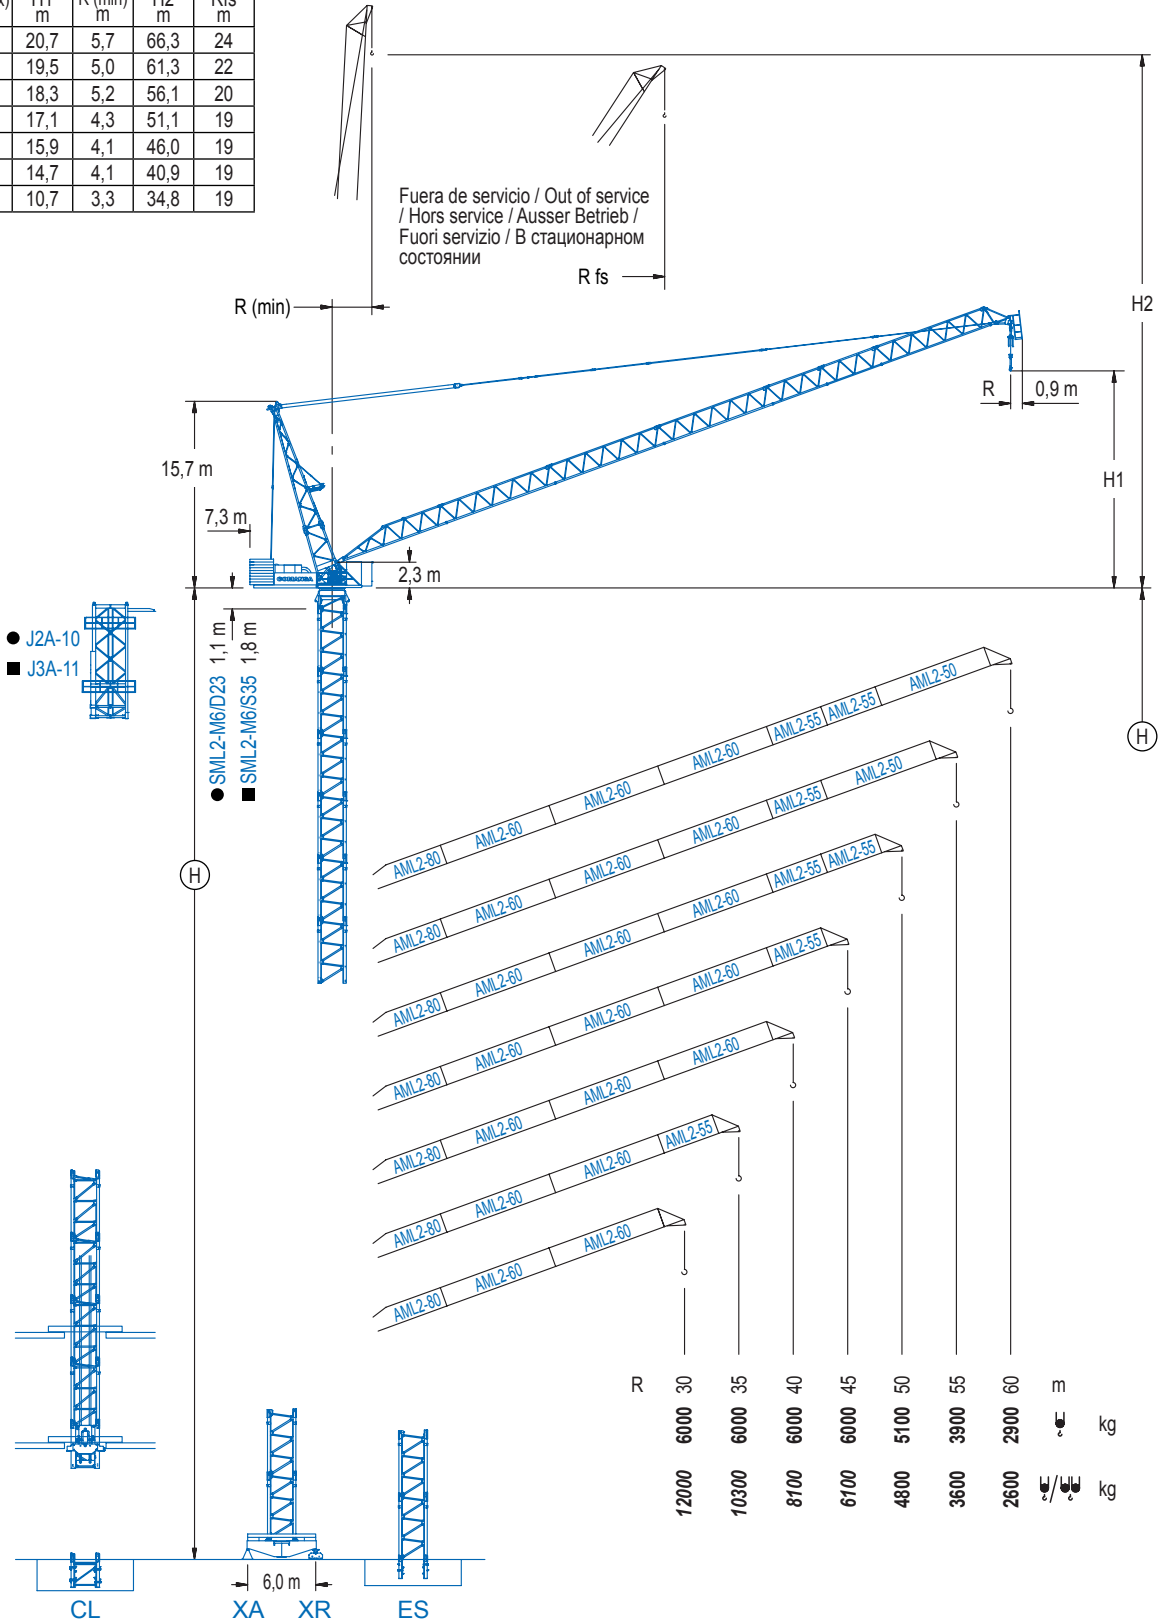 x) H1 R (min) H2 Rfs
m m m m
20,7 5,7 66,3 24
19,5 5,0 61,3 22
18,3 5,2 56,1 20
17,1 4,3 51,1 19
15,9 4,1 46,0 19
14,7 4,1 40,9 19
10,7 3,3 34,8 19
Fuera de servicio / Out of service
/ Hors service / Ausser Betrieb /
Fuori servizio / В стационарном
состоянии
R fs
R (min)
H2
R 0,9 m
15,7 m
H1
7,3 m
COMANSA
2,3 m
● J2A-10
■ J3A-11
● SML2-M6/D23 1,1 m
■ SML2-M6/S35 1,8 m
H
H
AML2-80 AML2-60 AML2-60 AML2-60 AML2-55 AML2-55 AML2-50
AML2-80 AML2-60 AML2-60 AML2-60 AML2-55 AML2-50
AML2-80 AML2-60 AML2-60 AML2-60 AML2-55 AML2-55
AML2-80 AML2-60 AML2-60 AML2-60 AML2-55
AML2-80 AML2-60 AML2-60 AML2-60
AML2-80 AML2-60 AML2-60 AML2-55
AML2-80 AML2-60 AML2-60
R 30 35 40 45 50 55 60 m
6000 6000 6000 6000 5100 3900 2900 kg
12000 10300 8100 6100 4800 3600 2600 / kg
6,0 m
CL XA XR ES